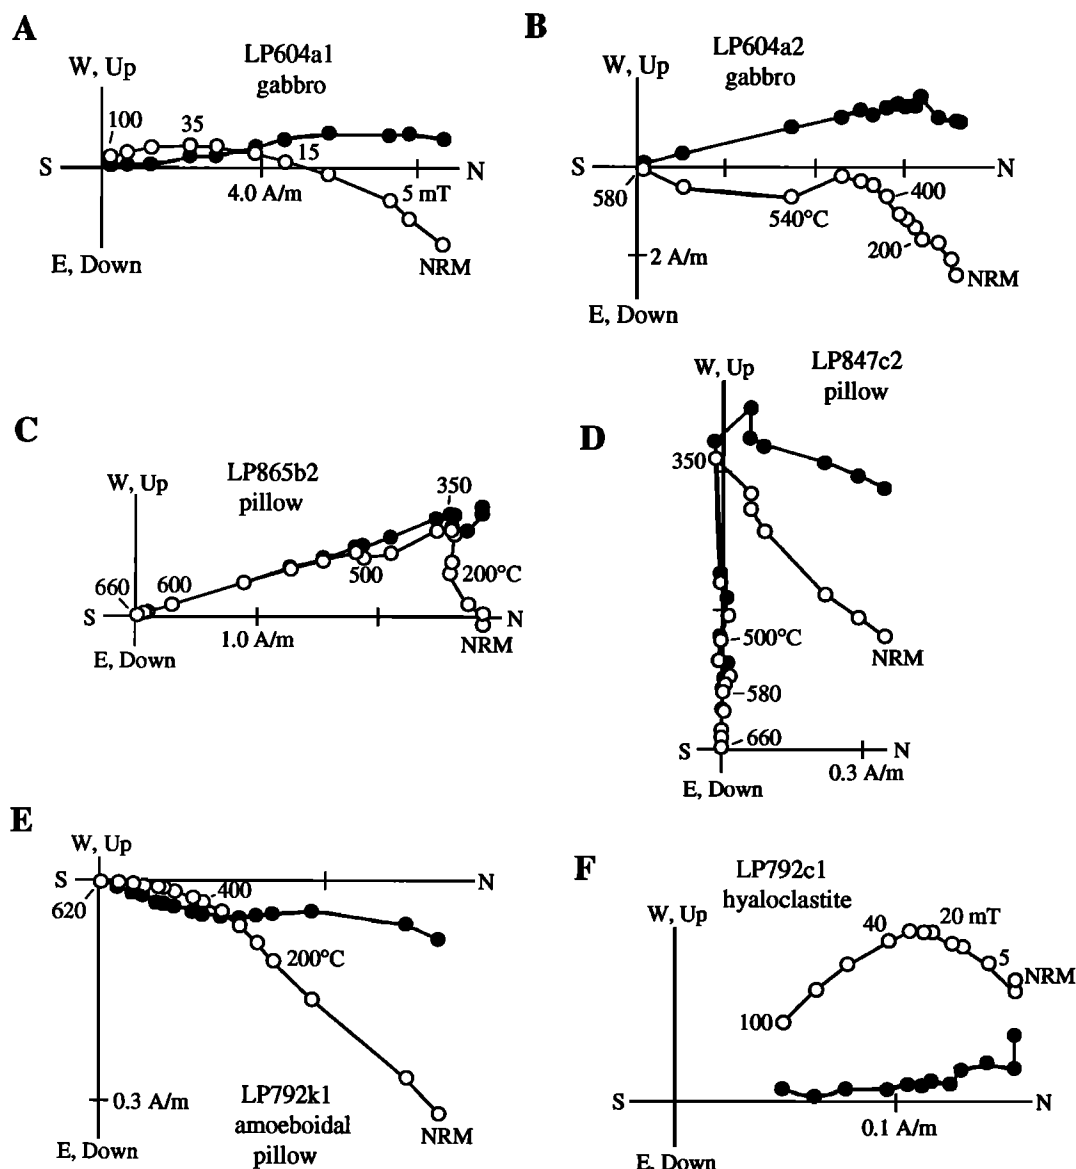 A
LP604a1
gabbro
W, Up
100
35
15
S
N
4.0 A/m
5 mT
E, Down
NRM
B
LP604a2
gabbro
W, Up
S
N
580
540°C
400
200
2 A/m
NRM
E, Down
C
LP865b2
pillow
W, Up
350
660
600
500
200°C
S
N
1.0 A/m
NRM
E, Down
D
W, Up
LP847c2
pillow
350
500°C
NRM
580
660
S
N
0.3 A/m
E, Down
E
W, Up
S
N
620
400
200°C
0.3 A/m
LP792k1
amoeboidal
pillow
NRM
E, Down
F
LP792c1
hyaloclastite
W, Up
40
20 mT
5
NRM
100
S
N
0.1 A/m
E, Down